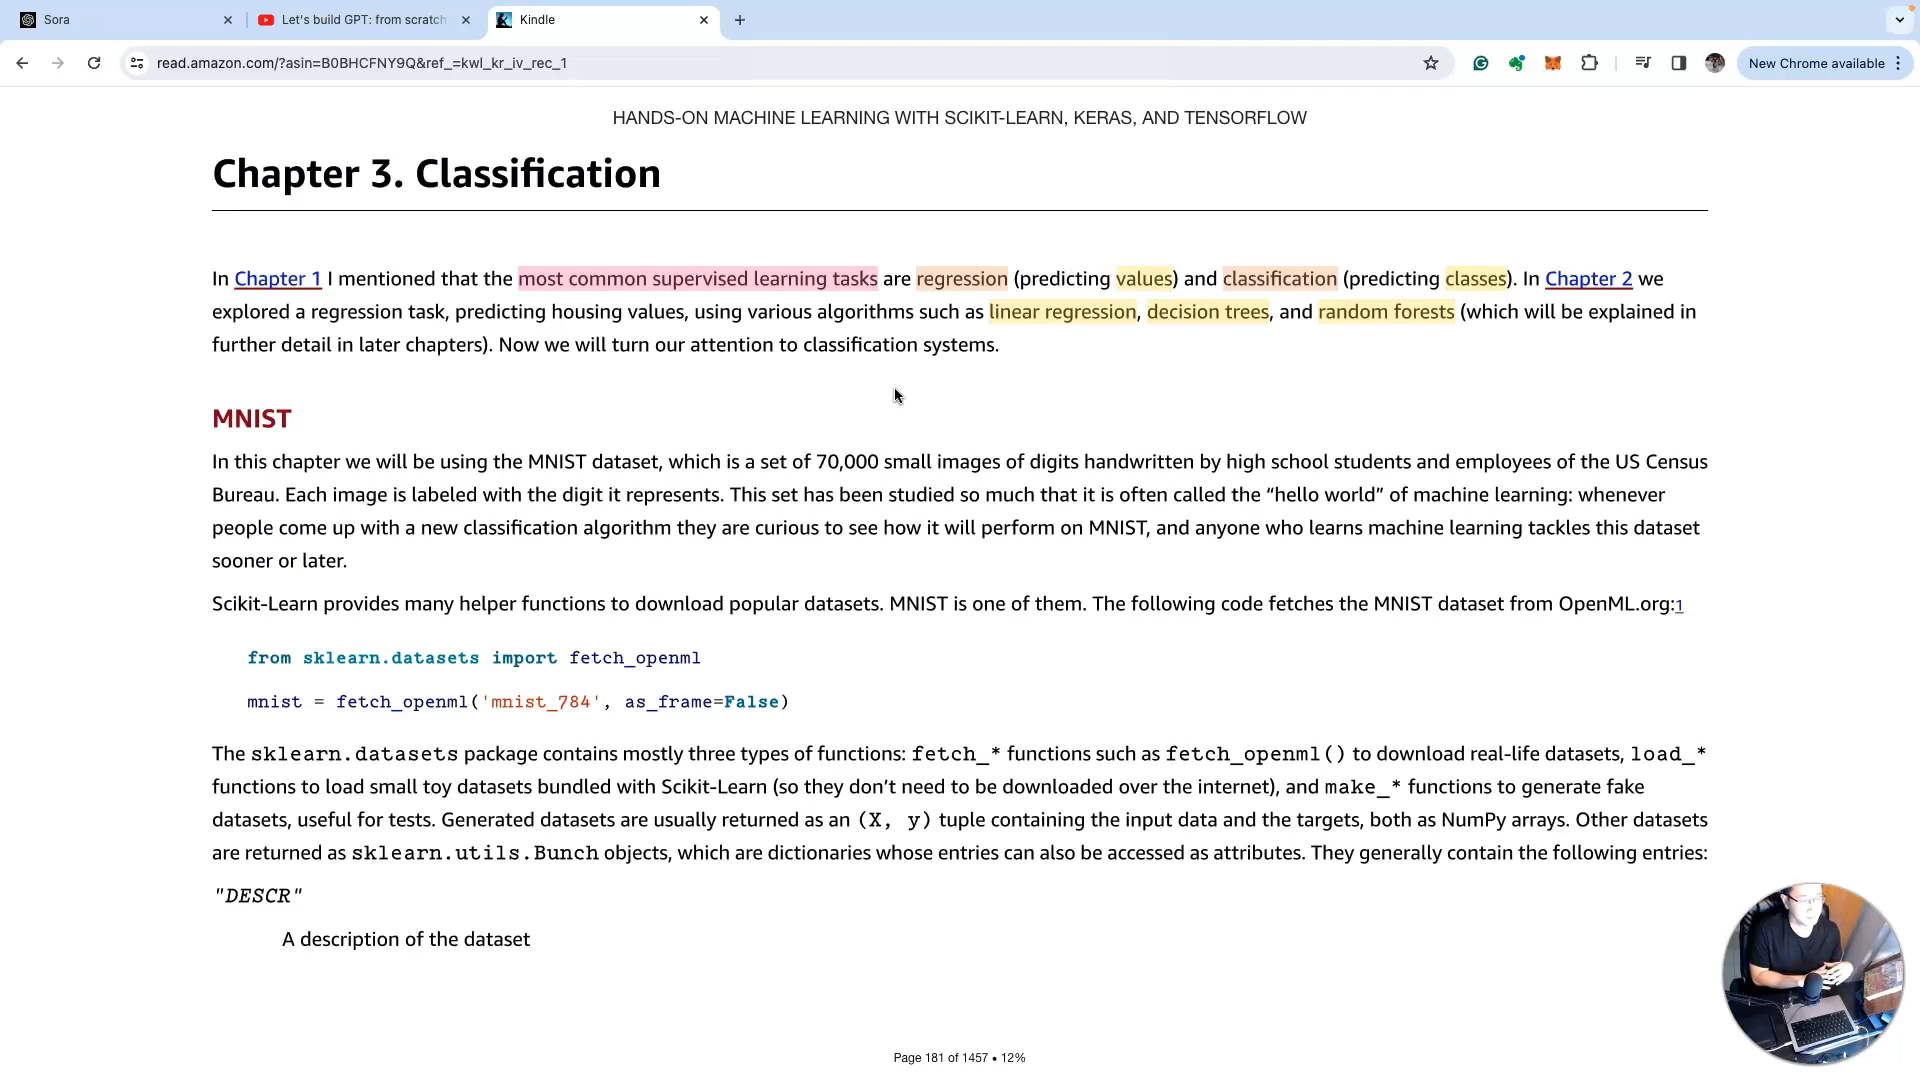 Sora
Let's build GPT: from scratch
Kindle
read.amazon.com/?asin=B0BHCFNY9Q&ref_=kwl_kr_iv_rec_1
New Chrome available
HANDS-ON MACHINE LEARNING WITH SCIKIT-LEARN, KERAS, AND TENSORFLOW
Chapter 3. Classification
In Chapter 1 I mentioned that the most common supervised learning tasks are regression (predicting values) and classification (predicting classes). In Chapter 2 we
explored a regression task, predicting housing values, using various algorithms such as linear regression, decision trees, and random forests (which will be explained in
further detail in later chapters). Now we will turn our attention to classification systems.
MNIST
In this chapter we will be using the MNIST dataset, which is a set of 70,000 small images of digits handwritten by high school students and employees of the US Census
Bureau. Each image is labeled with the digit it represents. This set has been studied so much that it is often called the “hello world” of machine learning: whenever
people come up with a new classification algorithm they are curious to see how it will perform on MNIST, and anyone who learns machine learning tackles this dataset
sooner or later.
Scikit-Learn provides many helper functions to download popular datasets. MNIST is one of them. The following code fetches the MNIST dataset from OpenML.org:1
from sklearn.datasets import fetch_openml
mnist = fetch_openml('mnist_784', as_frame=False)
The sklearn.datasets package contains mostly three types of functions: fetch_* functions such as fetch_openml() to download real-life datasets, load_*
functions to load small toy datasets bundled with Scikit-Learn (so they don’t need to be downloaded over the internet), and make_* functions to generate fake
datasets, useful for tests. Generated datasets are usually returned as an (X, y) tuple containing the input data and the targets, both as NumPy arrays. Other datasets
are returned as sklearn.utils.Bunch objects, which are dictionaries whose entries can also be accessed as attributes. They generally contain the following entries:
"DESCR"
A description of the dataset
Page 181 of 1457 • 12%